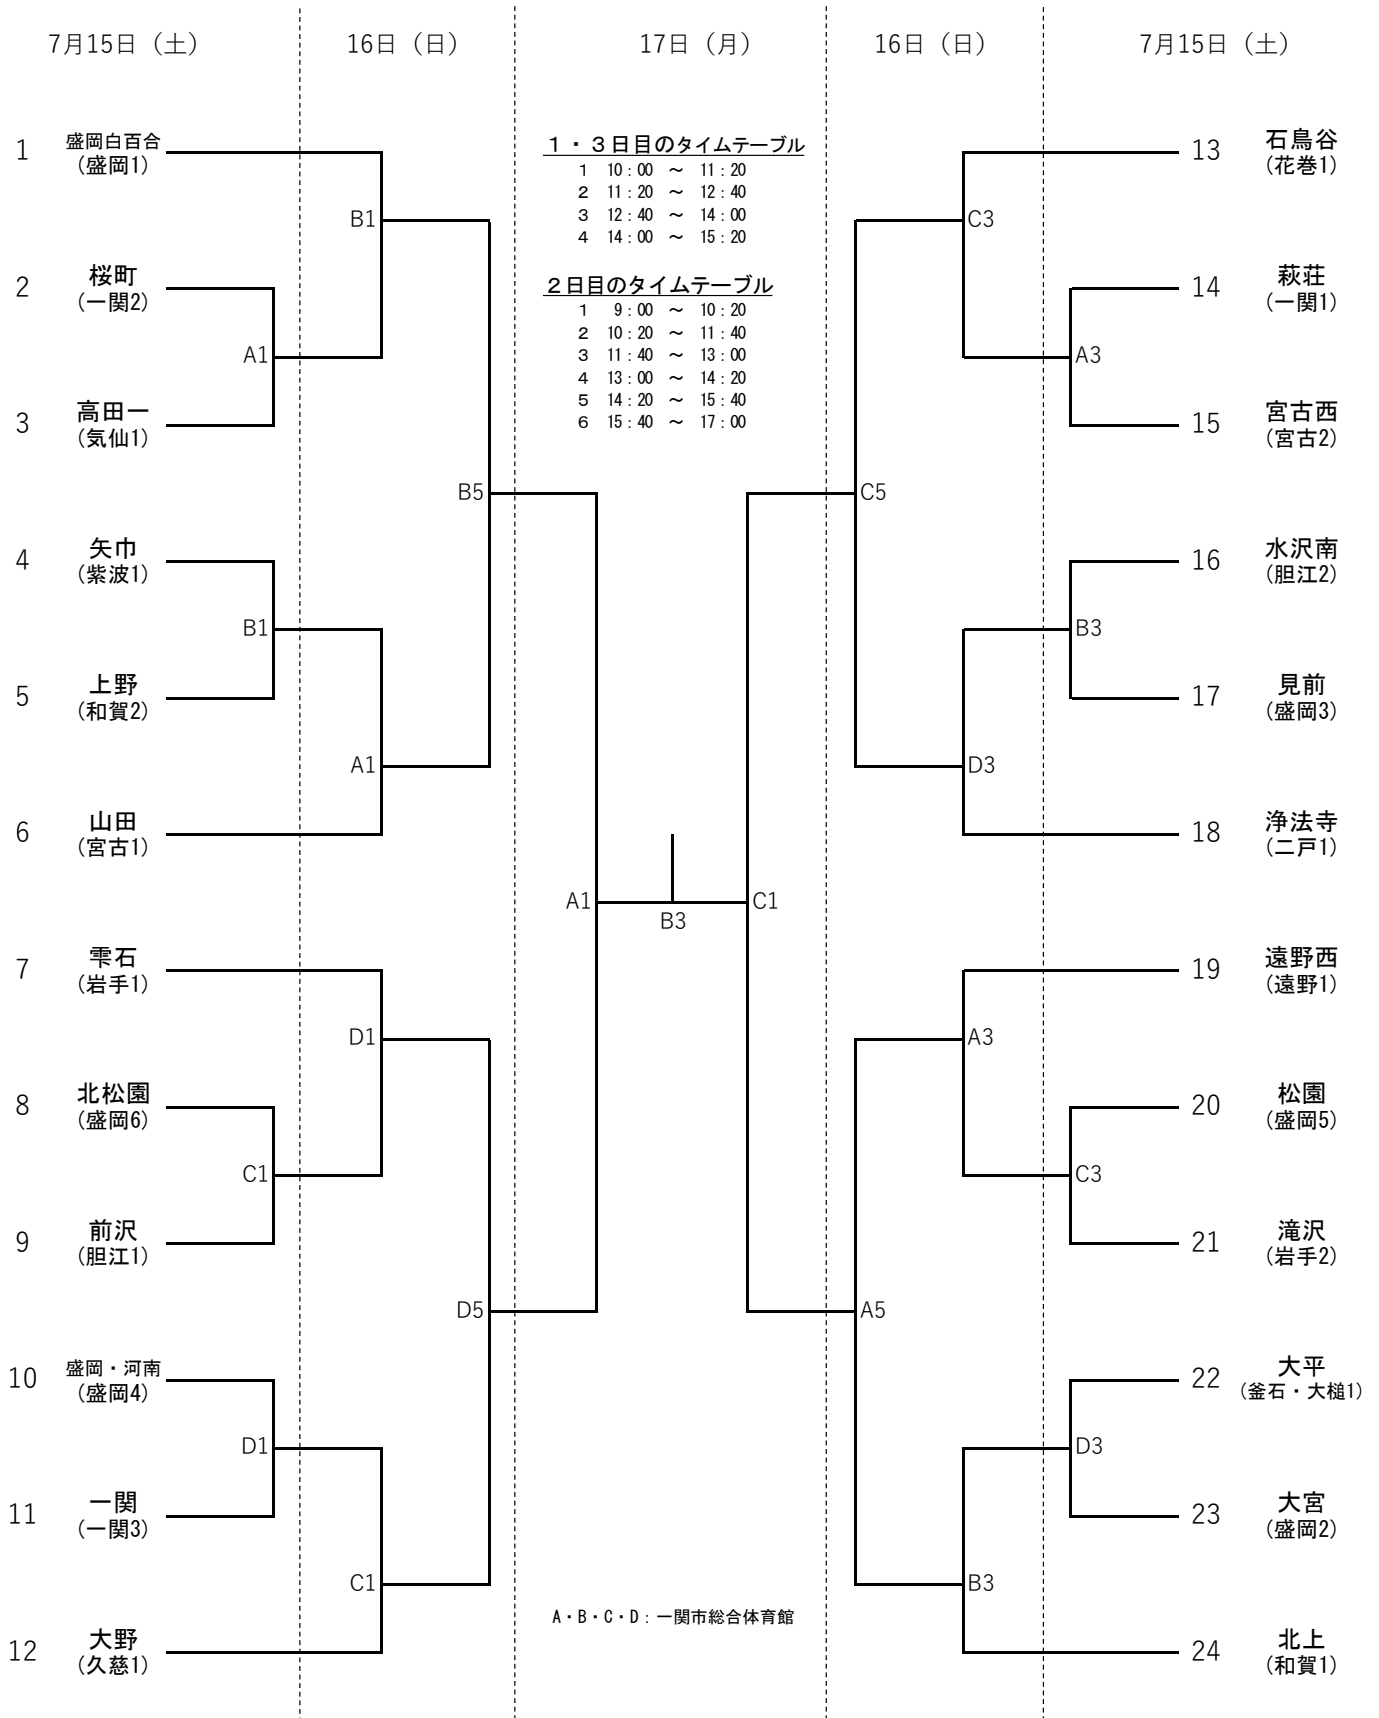 7月15日（土）
16日（日）
17日（月）
16日（日）
7月15日（土）
1 盛岡白百合
(盛岡1)
2 桜町
(一関2)
3 高田一
(気仙1)
4 矢巾
(紫波1)
5 上野
(和賀2)
6 山田
(宮古1)
7 雫石
(岩手1)
8 北松園
(盛岡6)
9 前沢
(胆江1)
10 盛岡・河南
(盛岡4)
11 一関
(一関3)
12 大野
(久慈1)
A1
B1
C1
D1
B1
A1
D1
C1
B5
D5
１・３日目のタイムテーブル
1 10：00 ～ 11：20
2 11：20 ～ 12：40
3 12：40 ～ 14：00
4 14：00 ～ 15：20
２日目のタイムテーブル
1 9：00 ～ 10：20
2 10：20 ～ 11：40
3 11：40 ～ 13：00
4 13：00 ～ 14：20
5 14：20 ～ 15：40
6 15：40 ～ 17：00
A1
B3
C1
A・B・C・D：一関市総合体育館
C5
A5
C3
D3
A3
B3
A3
B3
C3
D3
13 石鳥谷
(花巻1)
14 萩荘
(一関1)
15 宮古西
(宮古2)
16 水沢南
(胆江2)
17 見前
(盛岡3)
18 浄法寺
(二戸1)
19 遠野西
(遠野1)
20 松園
(盛岡5)
21 滝沢
(岩手2)
22 大平
(釜石・大槌1)
23 大宮
(盛岡2)
24 北上
(和賀1)